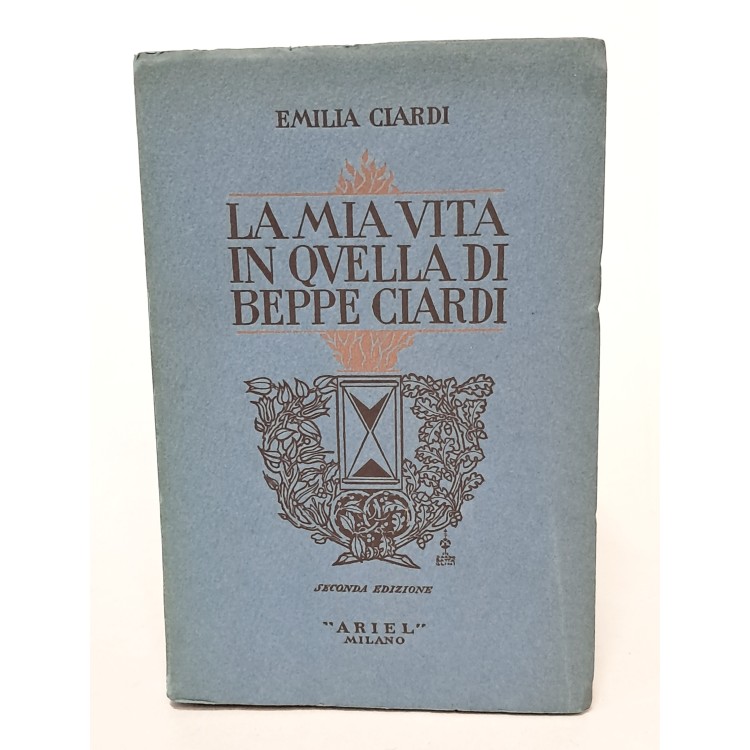 EMILIA CIARDI
LA MIA VITA
IN QVELLA DI
BEPPE CIARDI
SECONDA EDIZIONE
"ARIEL"
MILANO